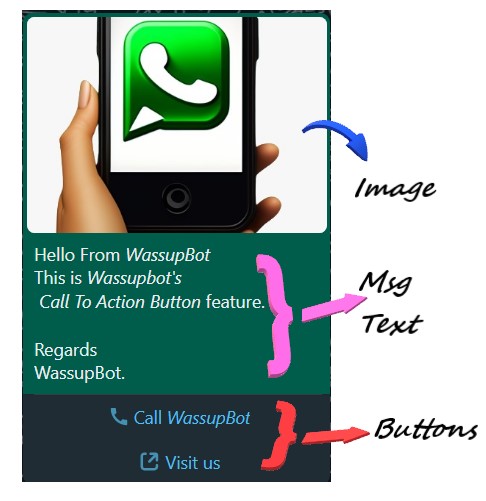 Image
Hello From WassupBot
This is Wassupbot's
Call To Action Button feature.
Regards
WassupBot.
Msg
Text
Call WassupBot
Visit us
Buttons